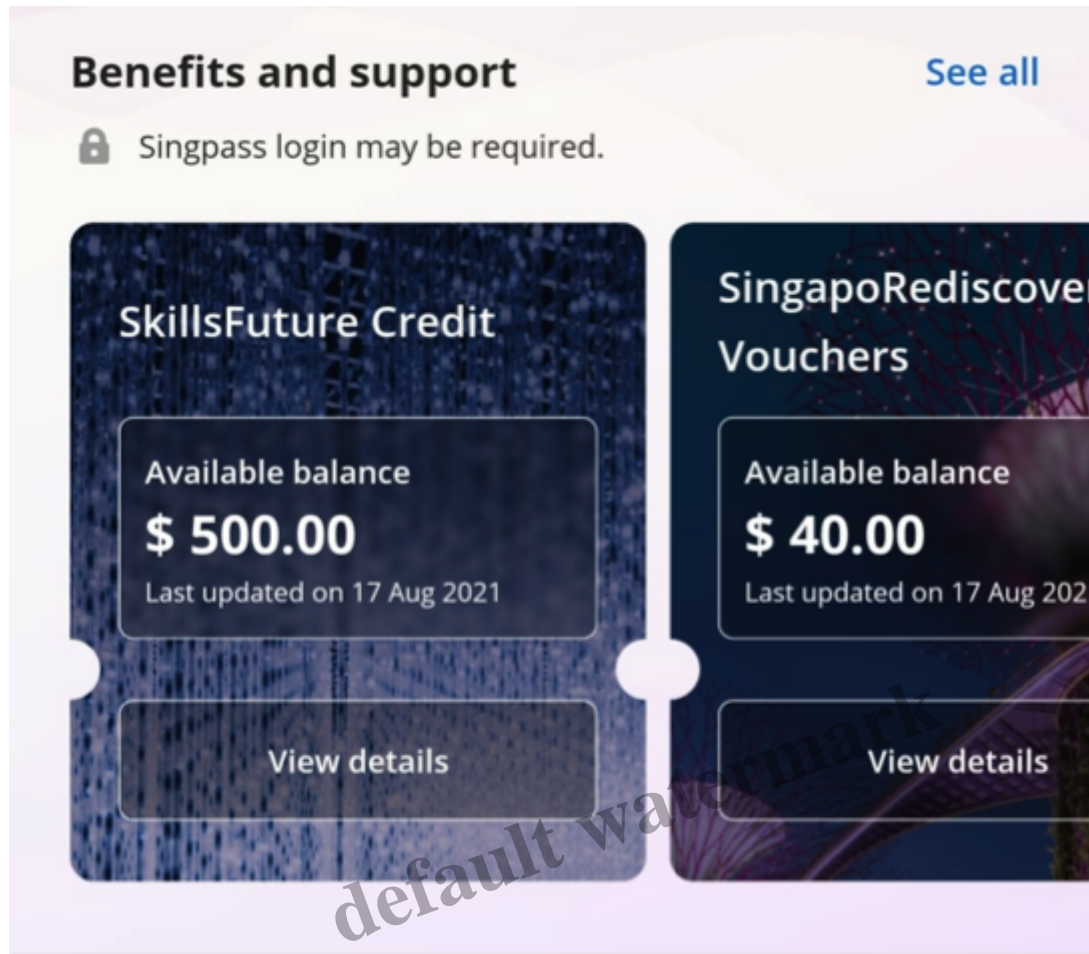 Benefits and support
See all
Singpass login may be required.
SkillsFuture Credit
Available balance
$ 500.00
Last updated on 17 Aug 2021
View details
SingapoRediscover
Vouchers
Available balance
$ 40.00
Last updated on 17 Aug 202
View details
default watermark